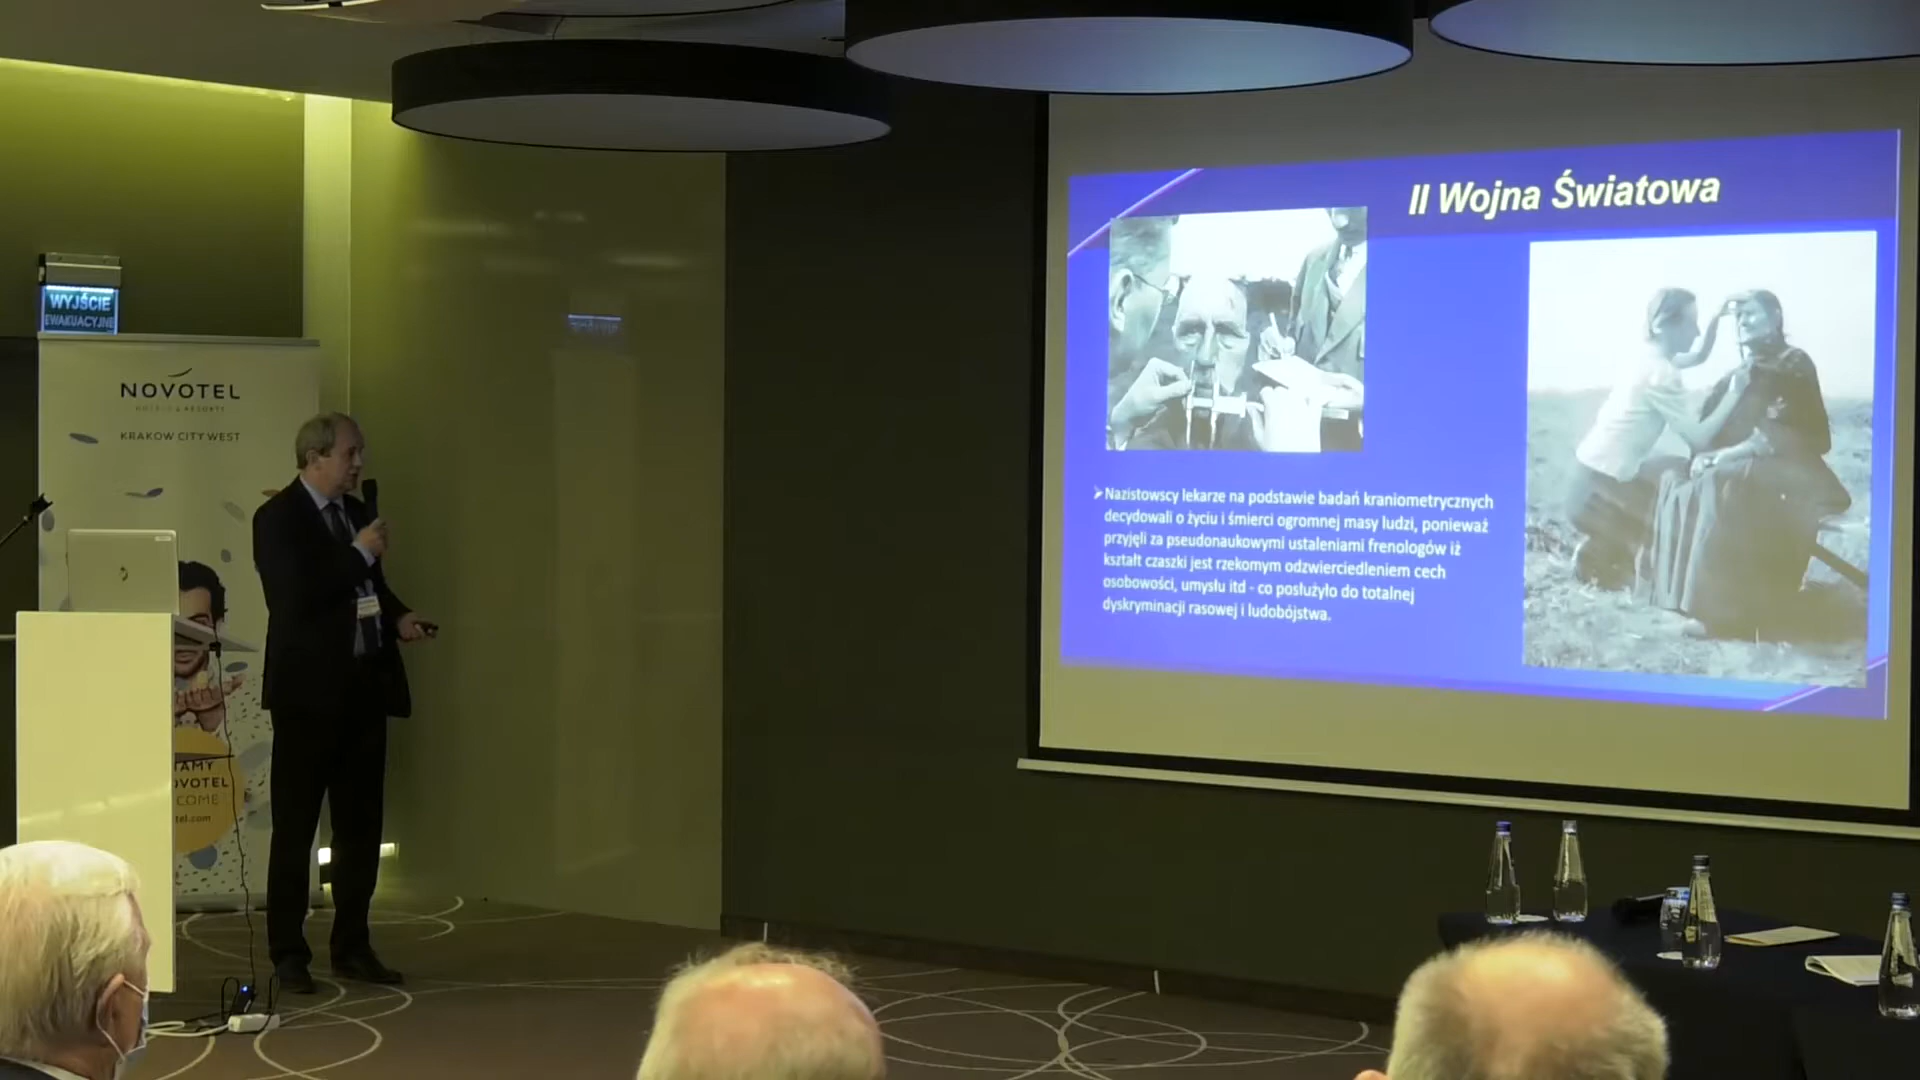 II Wojna Światowa
Nazistowscy lekarze na podstawie badań kraniometrycznych
decydowali o życiu i śmierci ogromnej masy ludzi, ponieważ
przyjęli za pseudonaukowymi ustaleniami frenologów iż
kształt czaszki jest rzekomym odzwierciedleniem cech
osobowości, umysłu itd - co posłużyło do totalnej
dyskryminacji rasowej i ludobójstwa.
WYJŚCIE
EWAKUACYJNE
NOVOTEL
HOTELS & RESORTS
KRAKOW CITY WEST